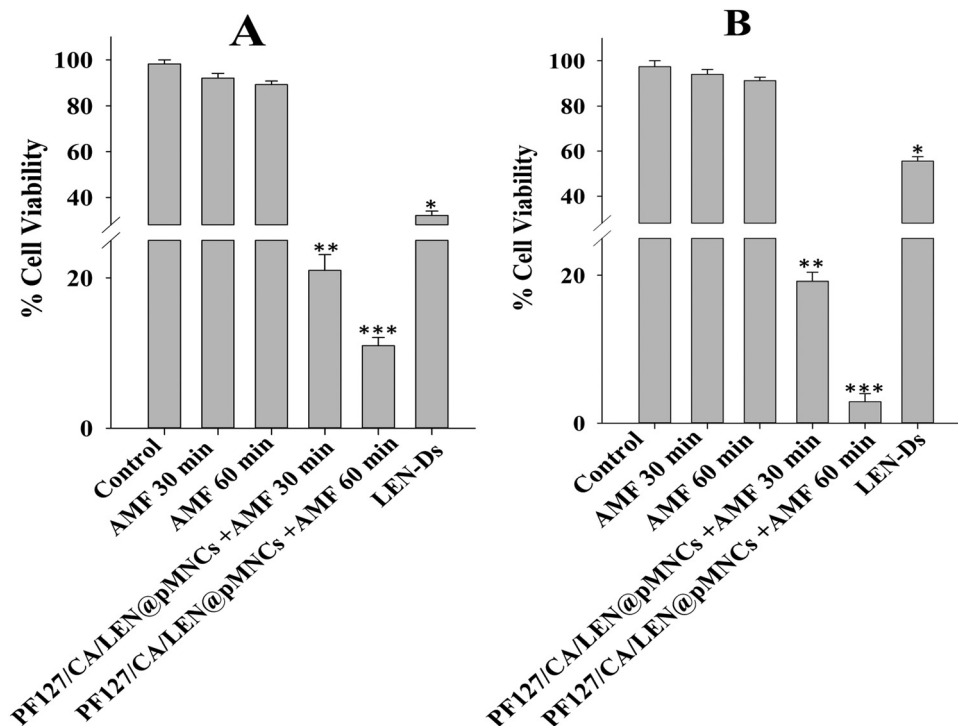 A
% Cell Viability
100
80
60
40
20
0
*
**
***
Control
AMF 30 min
AMF 60 min
PF127/CA/LEN@pMNCs +AMF 30 min
PF127/CA/LEN@pMNCs +AMF 60 min
LEN-Ds
B
% Cell Viability
100
80
60
40
20
0
*
**
***
Control
AMF 30 min
AMF 60 min
PF127/CA/LEN@pMNCs +AMF 30 min
PF127/CA/LEN@pMNCs +AMF 60 min
LEN-Ds